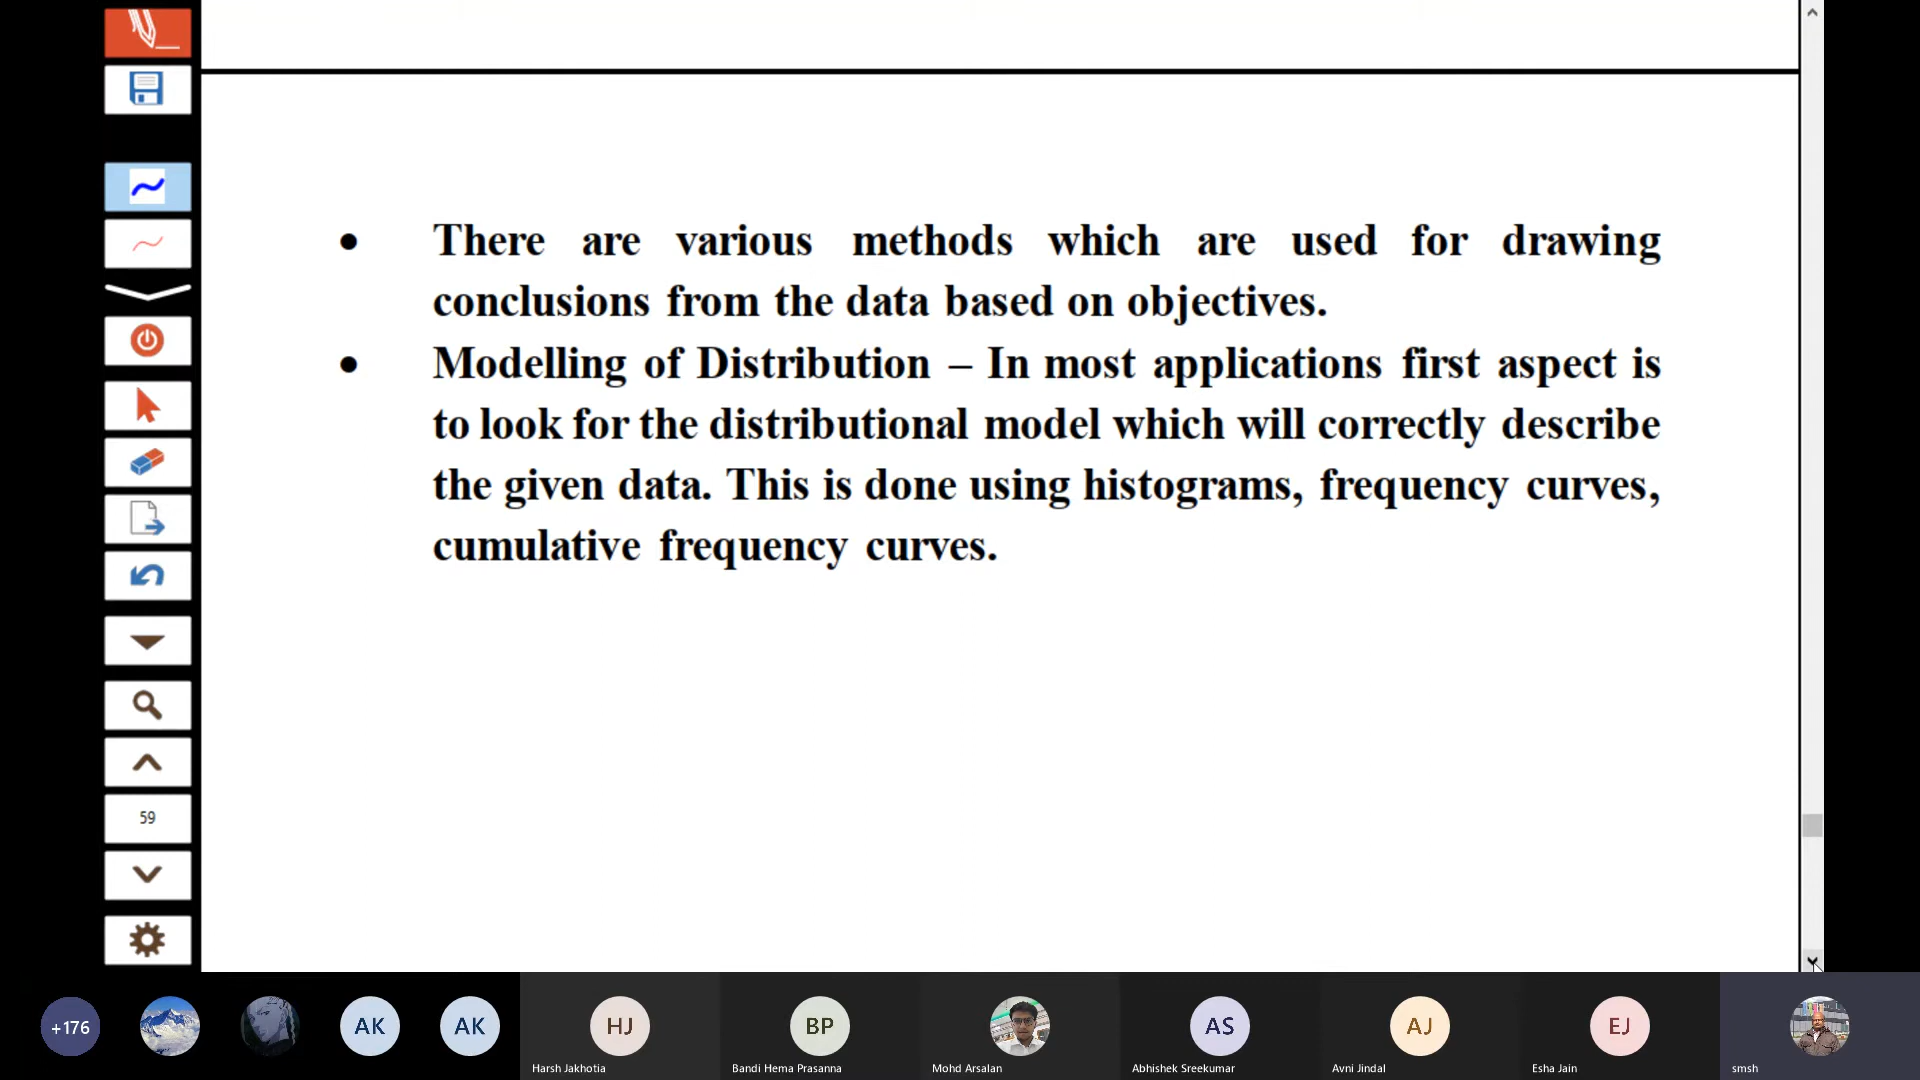 • There are various methods which are used for drawing
conclusions from the data based on objectives.
• Modelling of Distribution – In most applications first aspect is
to look for the distributional model which will correctly describe
the given data. This is done using histograms, frequency curves,
cumulative frequency curves.
59
+176
AK
AK
HJ
BP
AS
AJ
EJ
Harsh Jakhotia
Bandi Hema Prasanna
Mohd Arsalan
Abhishek Sreekumar
Avni Jindal
Esha Jain
smsh